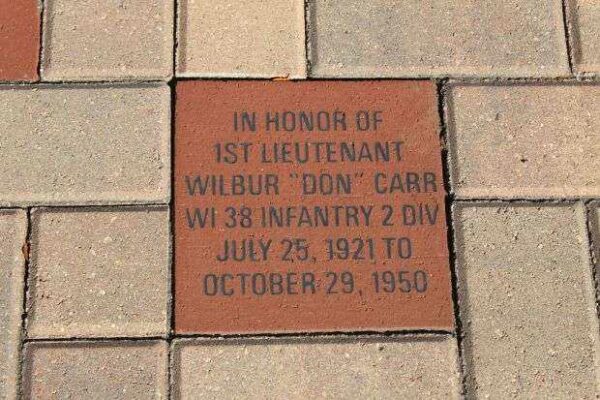 IN HONOR OF
1ST LIEUTENANT
WILBUR "DON" CARR
WI 38 INFANTRY 2 DIV
JULY 25, 1921 TO
OCTOBER 29, 1950